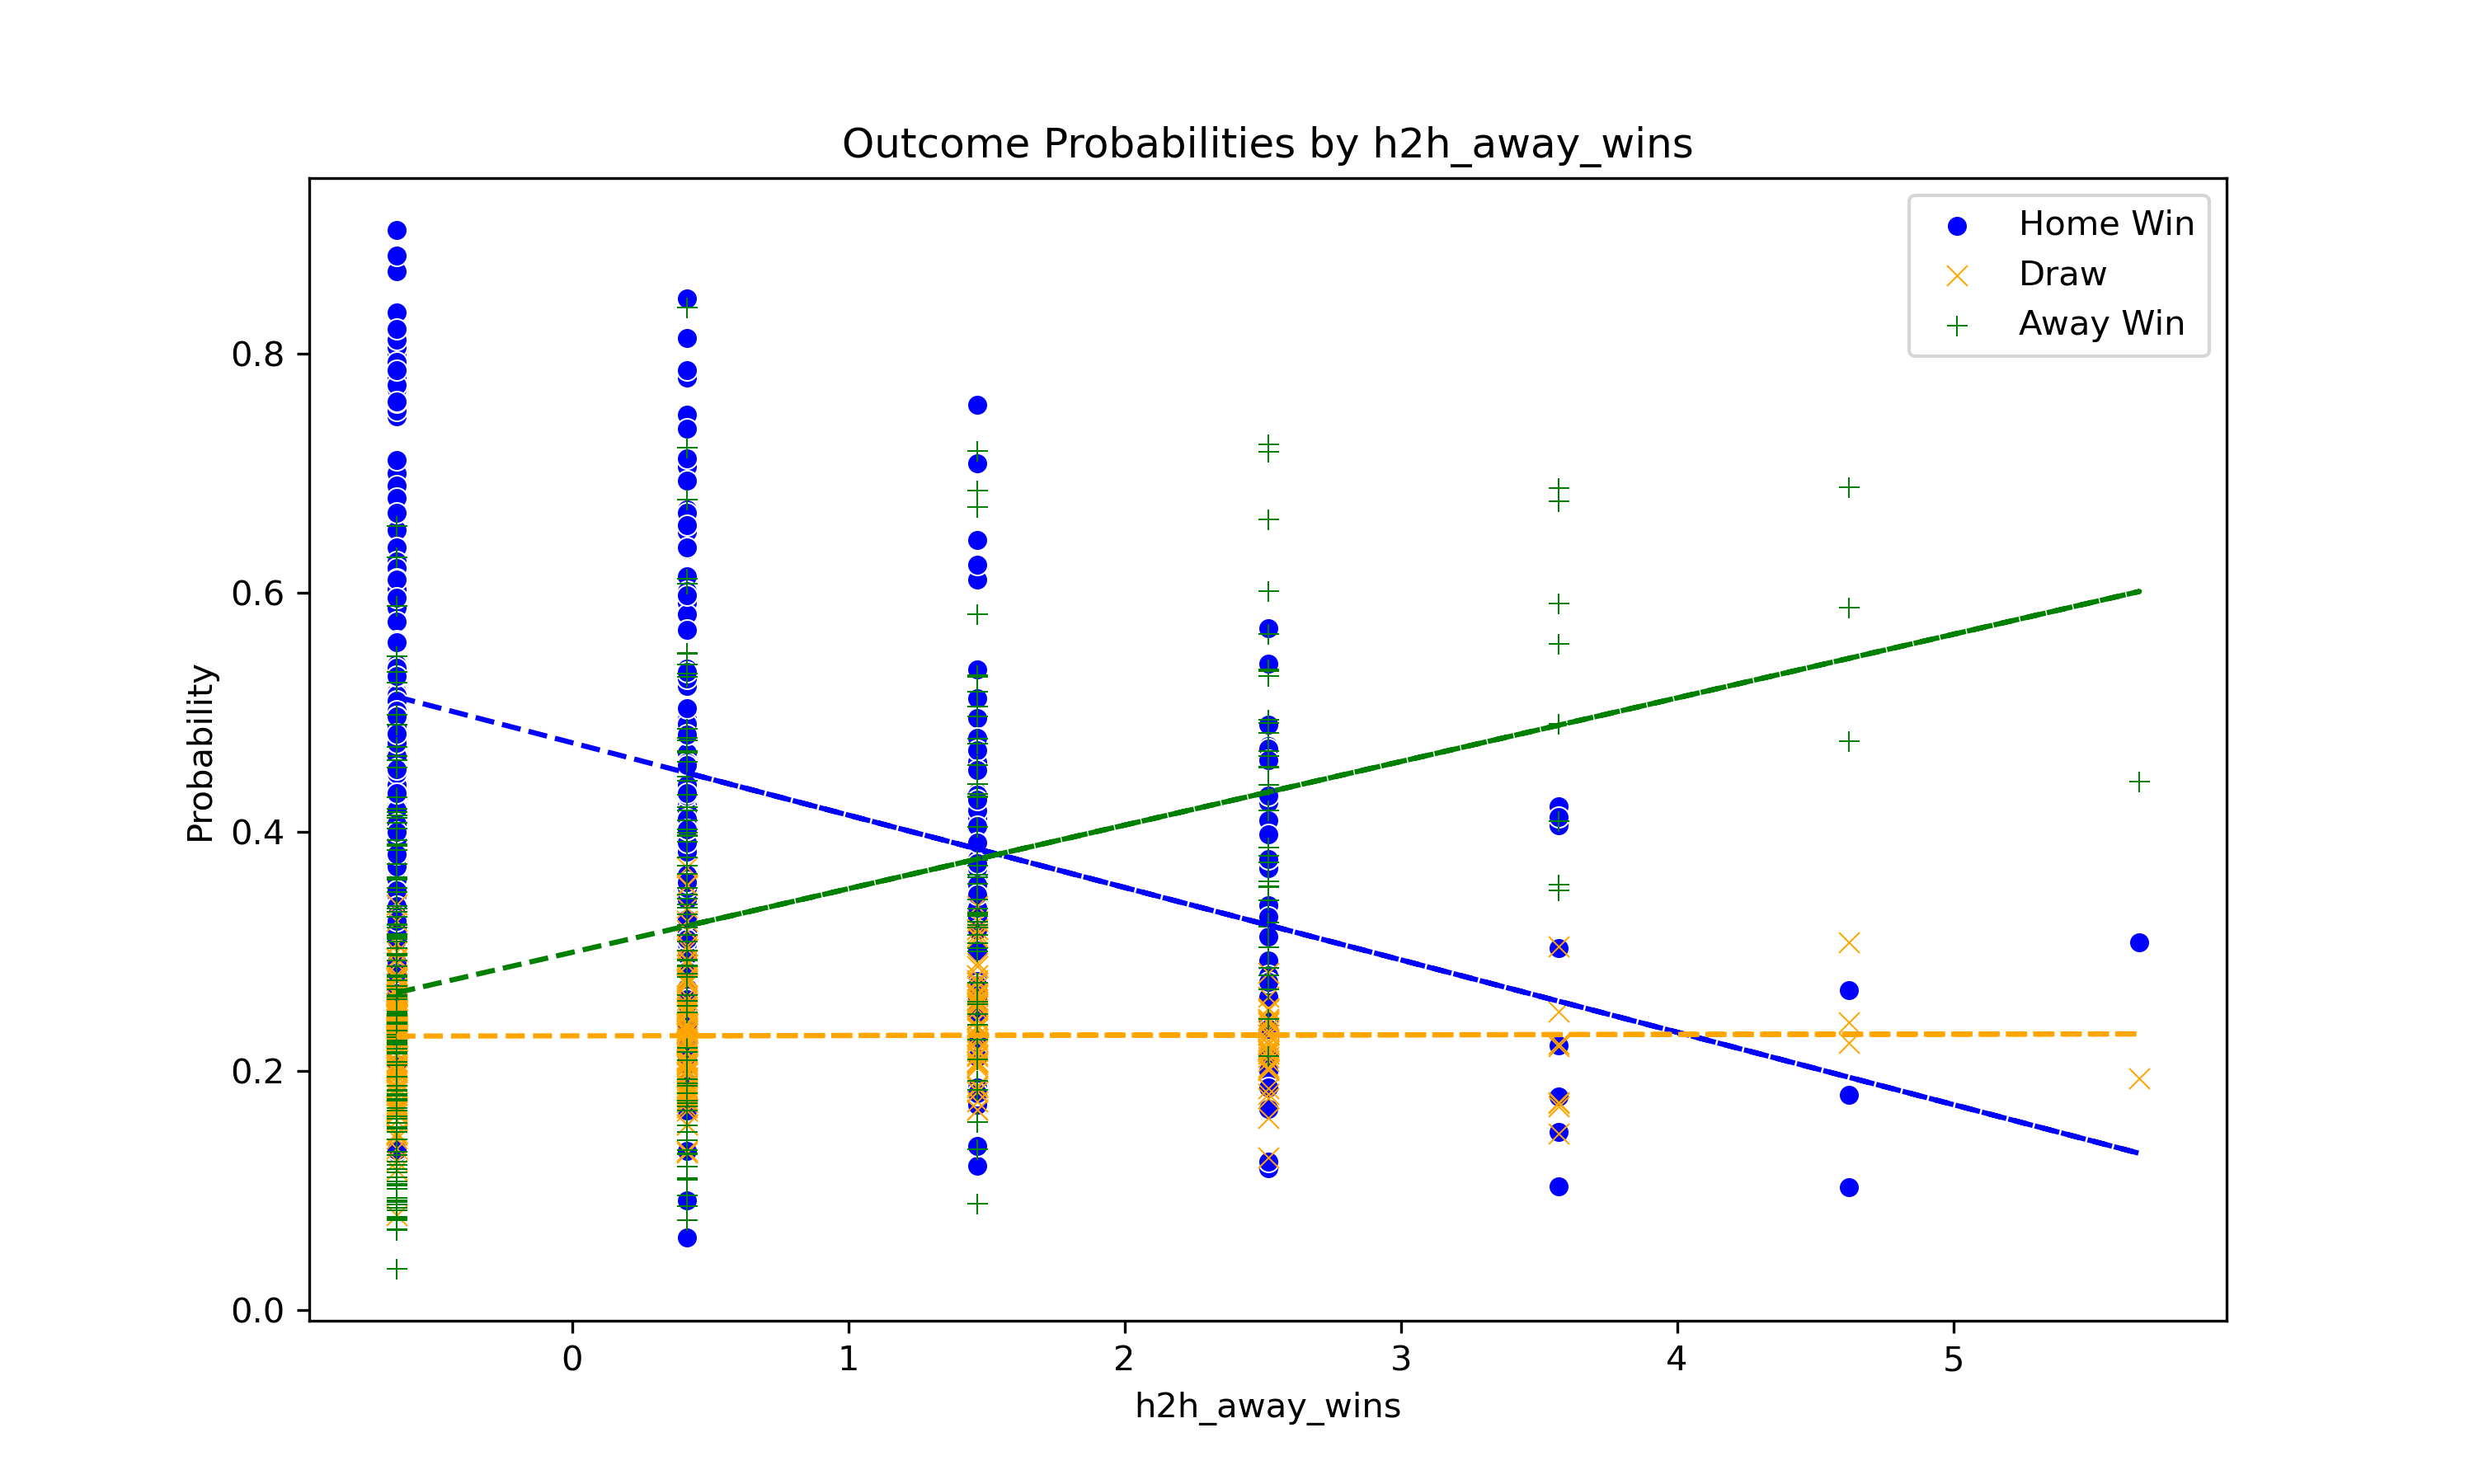 Outcome Probabilities by h2h_away_wins
Home Win
Draw
Away Win
Probability
0.8
0.6
0.4
0.2
0.0
0 1 2 3 4 5
h2h_away_wins